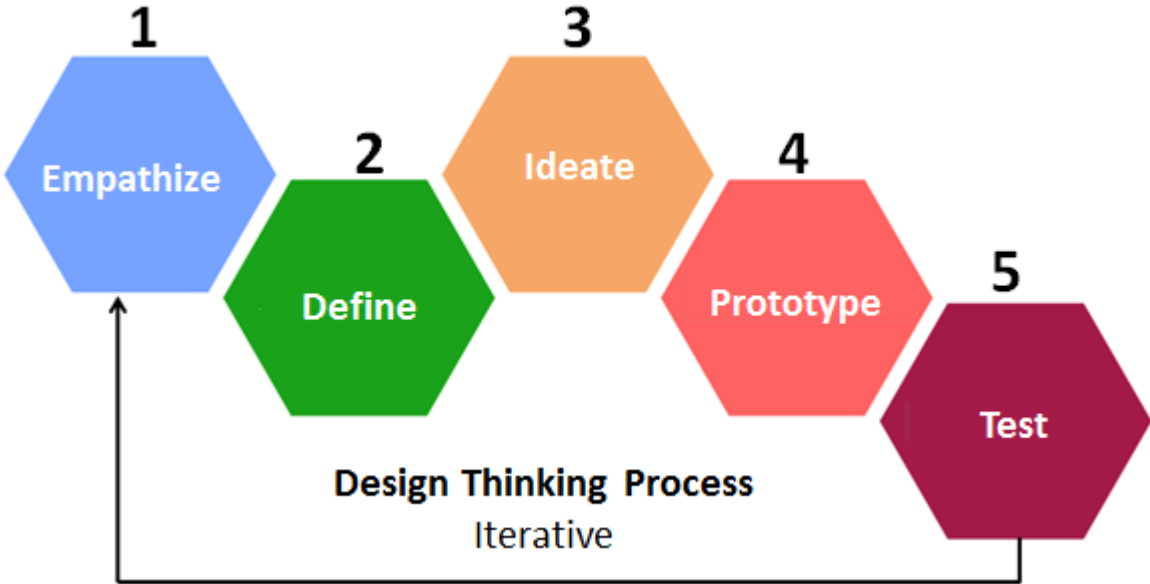 1
Empathize
2
Define
3
Ideate
4
Prototype
5
Test
Design Thinking Process
Iterative